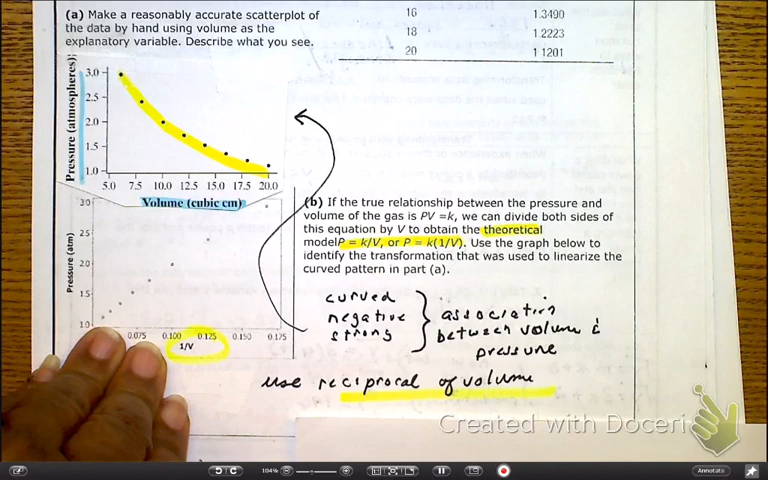 (a) Make a reasonably accurate scatterplot of
the data by hand using volume as the
explanatory variable. Describe what you see.
16 1.3490
18 1.2223
20 1.1201
Pressure (atmospheres)
3.0
2.5
2.0
1.5
1.0
5.0 7.5 10.0 12.5 15.0 17.5 20.0
Volume (cubic cm)
Pressure (atm)
3.0
2.5
2.0
1.5
1.0
0.075 0.100 0.125 0.150 0.175
1/V
(b) If the true relationship between the pressure and
volume of the gas is PV =k, we can divide both sides of
this equation by V to obtain the theoretical
modelP = k/V, or P = k(1/V). Use the graph below to
identify the transformation that was used to linearize the
curved pattern in part (a).
curved
negative
strong
association
between volume &
pressure
use reciprocal of volume
Created with Doceri
104%
Annotate